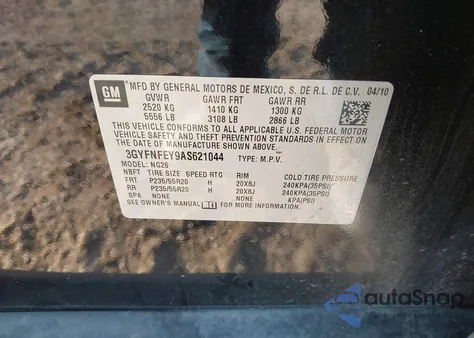 GM
MFD BY GENERAL MOTORS DE MEXICO, S. DE R.L. DE C.V. 04/10
GVWR GAWR FRT GAWR RR
2520 KG 1410 KG 1300 KG
5556 LB 3108 LB 2866 LB
THIS VEHICLE CONFORMS TO ALL APPLICABLE U.S. FEDERAL MOTOR
VEHICLE SAFETY, BUMPER, AND THEFT PREVENTION STANDARDS IN
EFFECT ON THE DATE OF MANUFACTURE SHOWN ABOVE.
3GYFNFEY9AS621044 TYPE: M.P.V.
MODEL: NG26
NBFT TIRE SIZE SPEED RTG RIM COLD TIRE PRESSURE
FRT P235/55R20 H 20X8J 240KPA(35PSI)
RR P235/55R20 H 20X8J 240KPA(35PSI)
SPA NONE NONE KPA(PSI)
SEE OWNER'S MANUAL FOR MORE INFORMATION.
autoSnap